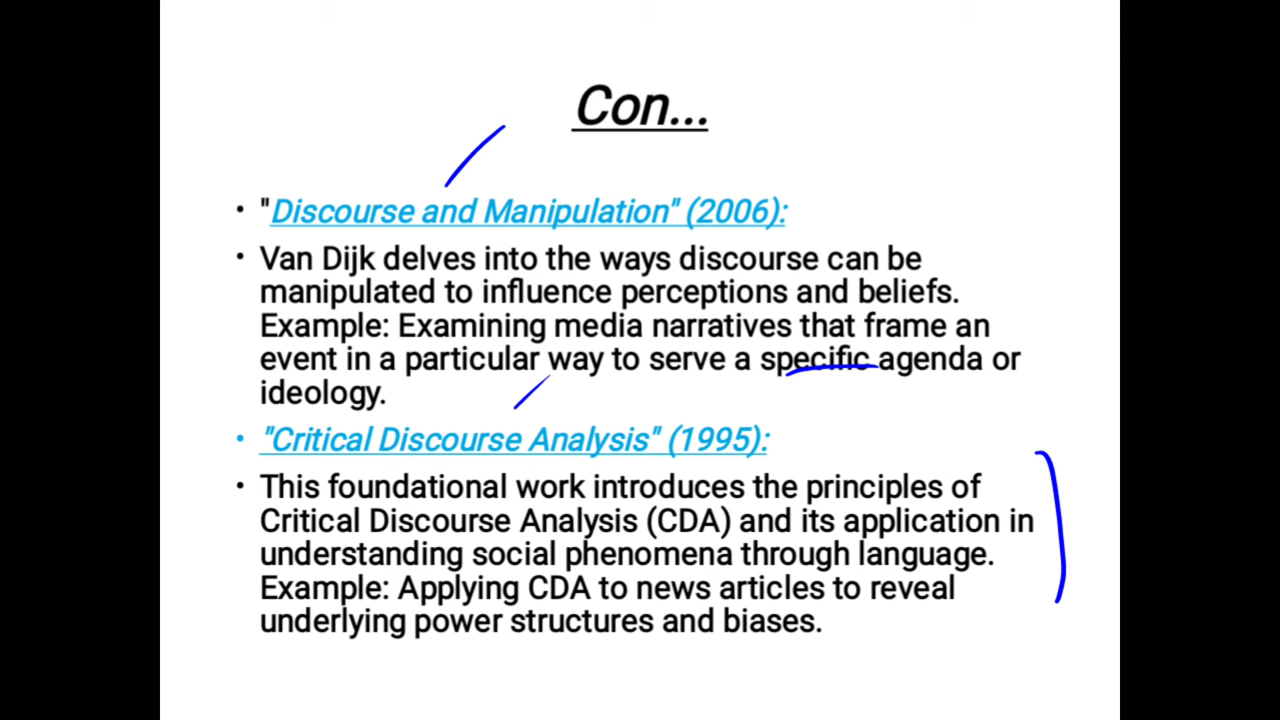 Con...
• "Discourse and Manipulation" (2006):
• Van Dijk delves into the ways discourse can be
manipulated to influence perceptions and beliefs.
Example: Examining media narratives that frame an
event in a particular way to serve a specific agenda or
ideology.
• "Critical Discourse Analysis" (1995):
• This foundational work introduces the principles of
Critical Discourse Analysis (CDA) and its application in
understanding social phenomena through language.
Example: Applying CDA to news articles to reveal
underlying power structures and biases.